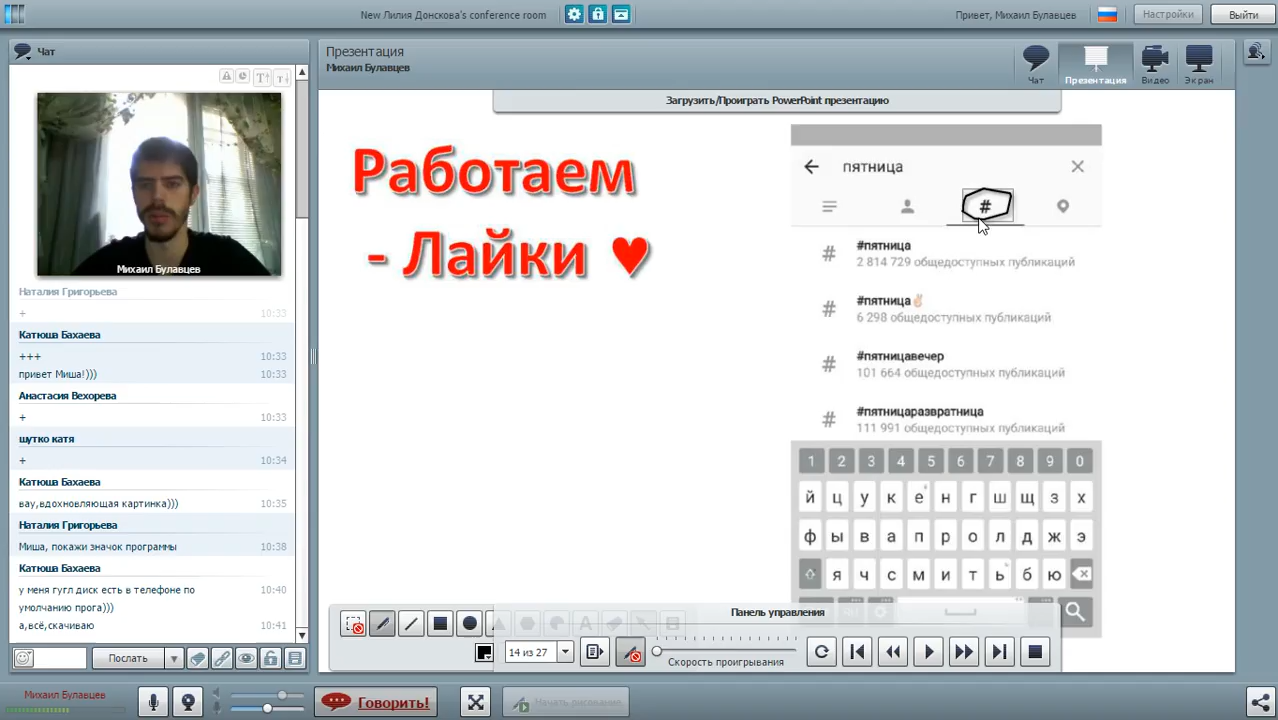 New Лилия Донскова's conference room
Привет, Михаил Булавцев
Настройки
Выйти
Чат
Михаил Булавцев
Наталия Григорьева
+ 10:33
Катюша Бахаева
+++ 10:33
привет Миша!))) 10:33
Анастасия Вехорева
+ 10:33
шутко катя
+ 10:34
Катюша Бахаева
вау,вдохновляющая картинка))) 10:35
Наталия Григорьева
Миша, покажи значок программы 10:38
Катюша Бахаева
у меня гугл диск есть в телефоне по 10:40
умолчанию прога)))
а,всё,скачиваю 10:41
Послать
Презентация
Михаил Булавцев
Чат
Презентация
Видео
Экран
Загрузить/Проиграть PowerPoint презентацию
Работаем
- Лайки ♥
пятница
#
#пятница
2 814 729 общедоступных публикаций
#пятница✌
6 298 общедоступных публикаций
#пятницавечер
101 664 общедоступных публикаций
#пятницаразвратница
111 991 общедоступных публикаций
1 2 3 4 5 6 7 8 9 0
й ц у к е н г ш щ з х
ф ы в а п р о л д ж э
я ч с м и т ь б ю
Панель управления
14 из 27
Скорость проигрывания
Михаил Булавцев
Говорить!
Начать рисование